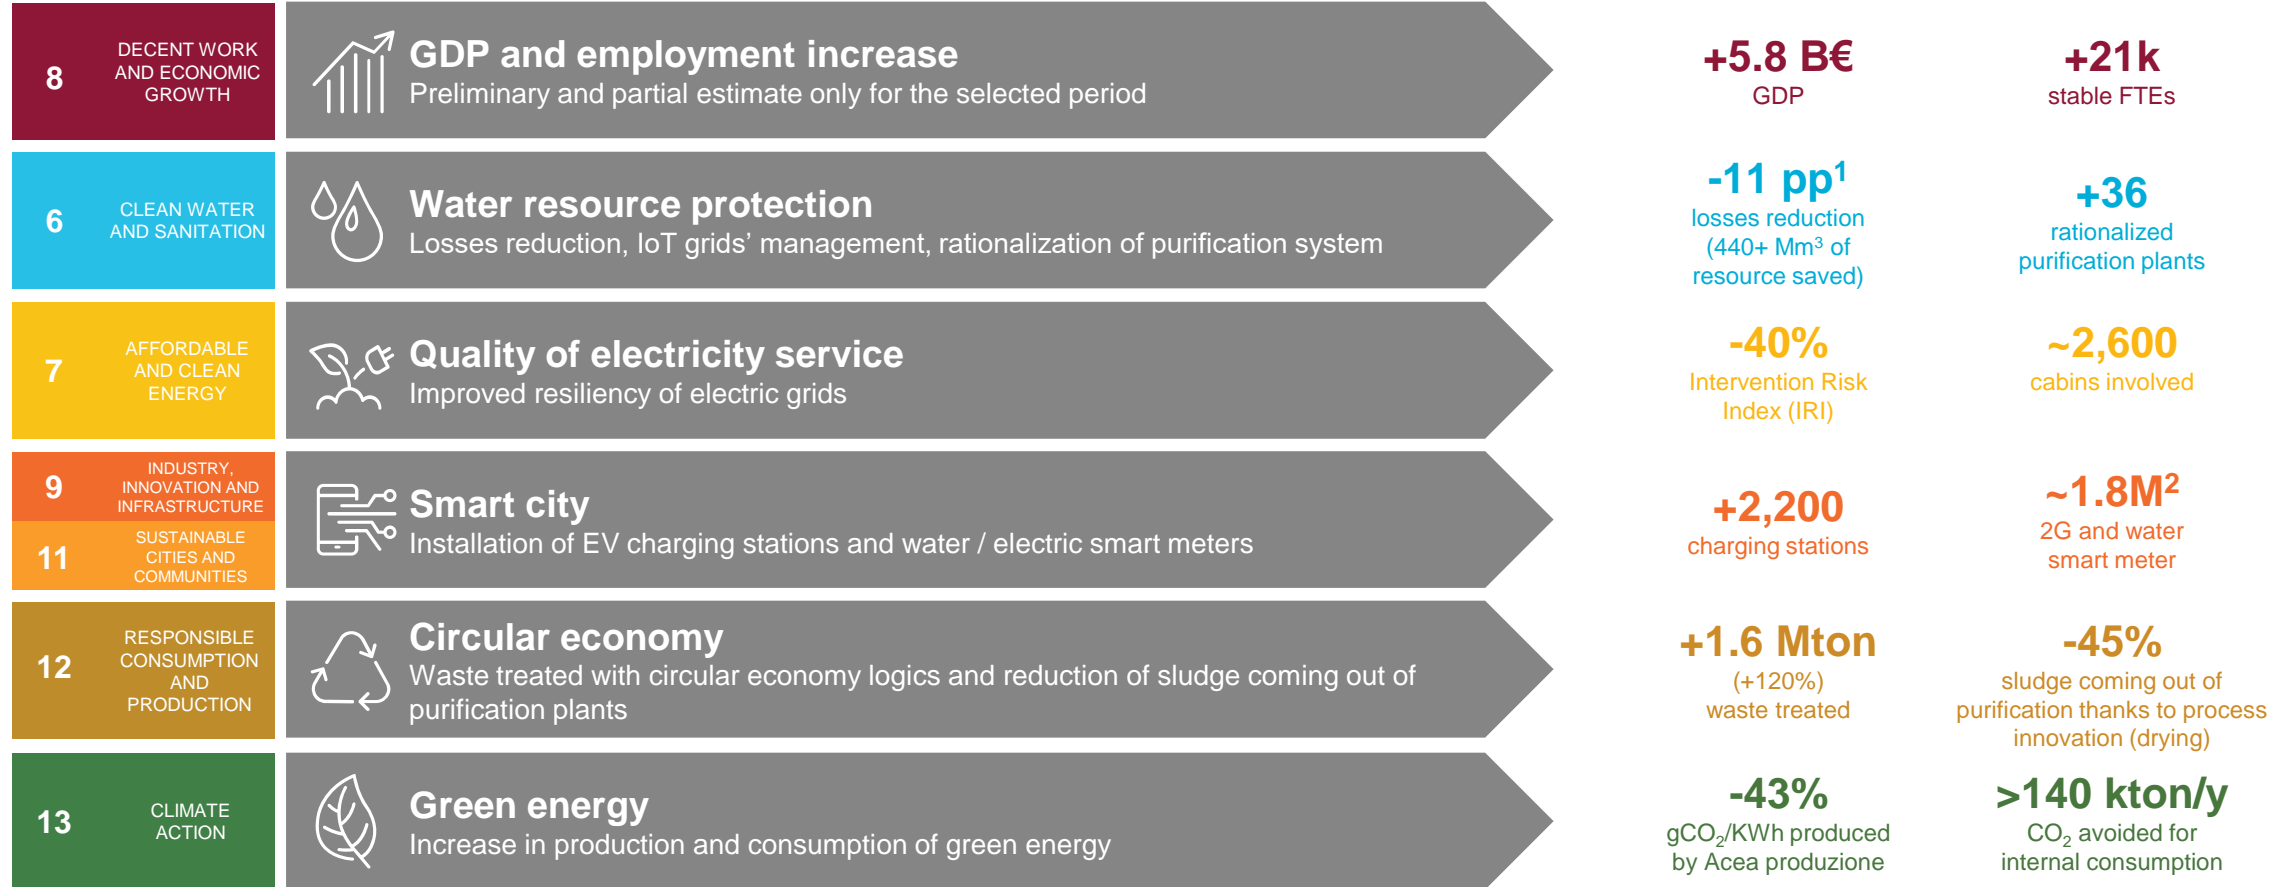 8
DECENT WORK
AND ECONOMIC
GROWTH
GDP and employment increase
Preliminary and partial estimate only for the selected period
+5.8 B€
GDP
+21k
stable FTEs
6
CLEAN WATER
AND SANITATION
Water resource protection
Losses reduction, IoT grids’ management, rationalization of purification system
-11 pp¹
losses reduction
(440+ Mm³ of
resource saved)
+36
rationalized
purification plants
7
AFFORDABLE
AND CLEAN
ENERGY
Quality of electricity service
Improved resiliency of electric grids
-40%
Intervention Risk
Index (IRI)
~2,600
cabins involved
9
INDUSTRY,
INNOVATION AND
INFRASTRUCTURE
11
SUSTAINABLE
CITIES AND
COMMUNITIES
Smart city
Installation of EV charging stations and water / electric smart meters
+2,200
charging stations
~1.8M²
2G and water
smart meter
12
RESPONSIBLE
CONSUMPTION
AND
PRODUCTION
Circular economy
Waste treated with circular economy logics and reduction of sludge coming out of
purification plants
+1.6 Mton
(+120%)
waste treated
-45%
sludge coming out of
purification thanks to process
innovation (drying)
13
CLIMATE
ACTION
Green energy
Increase in production and consumption of green energy
-43%
gCO₂/KWh produced
by Acea produzione
>140 kton/y
CO₂ avoided for
internal consumption